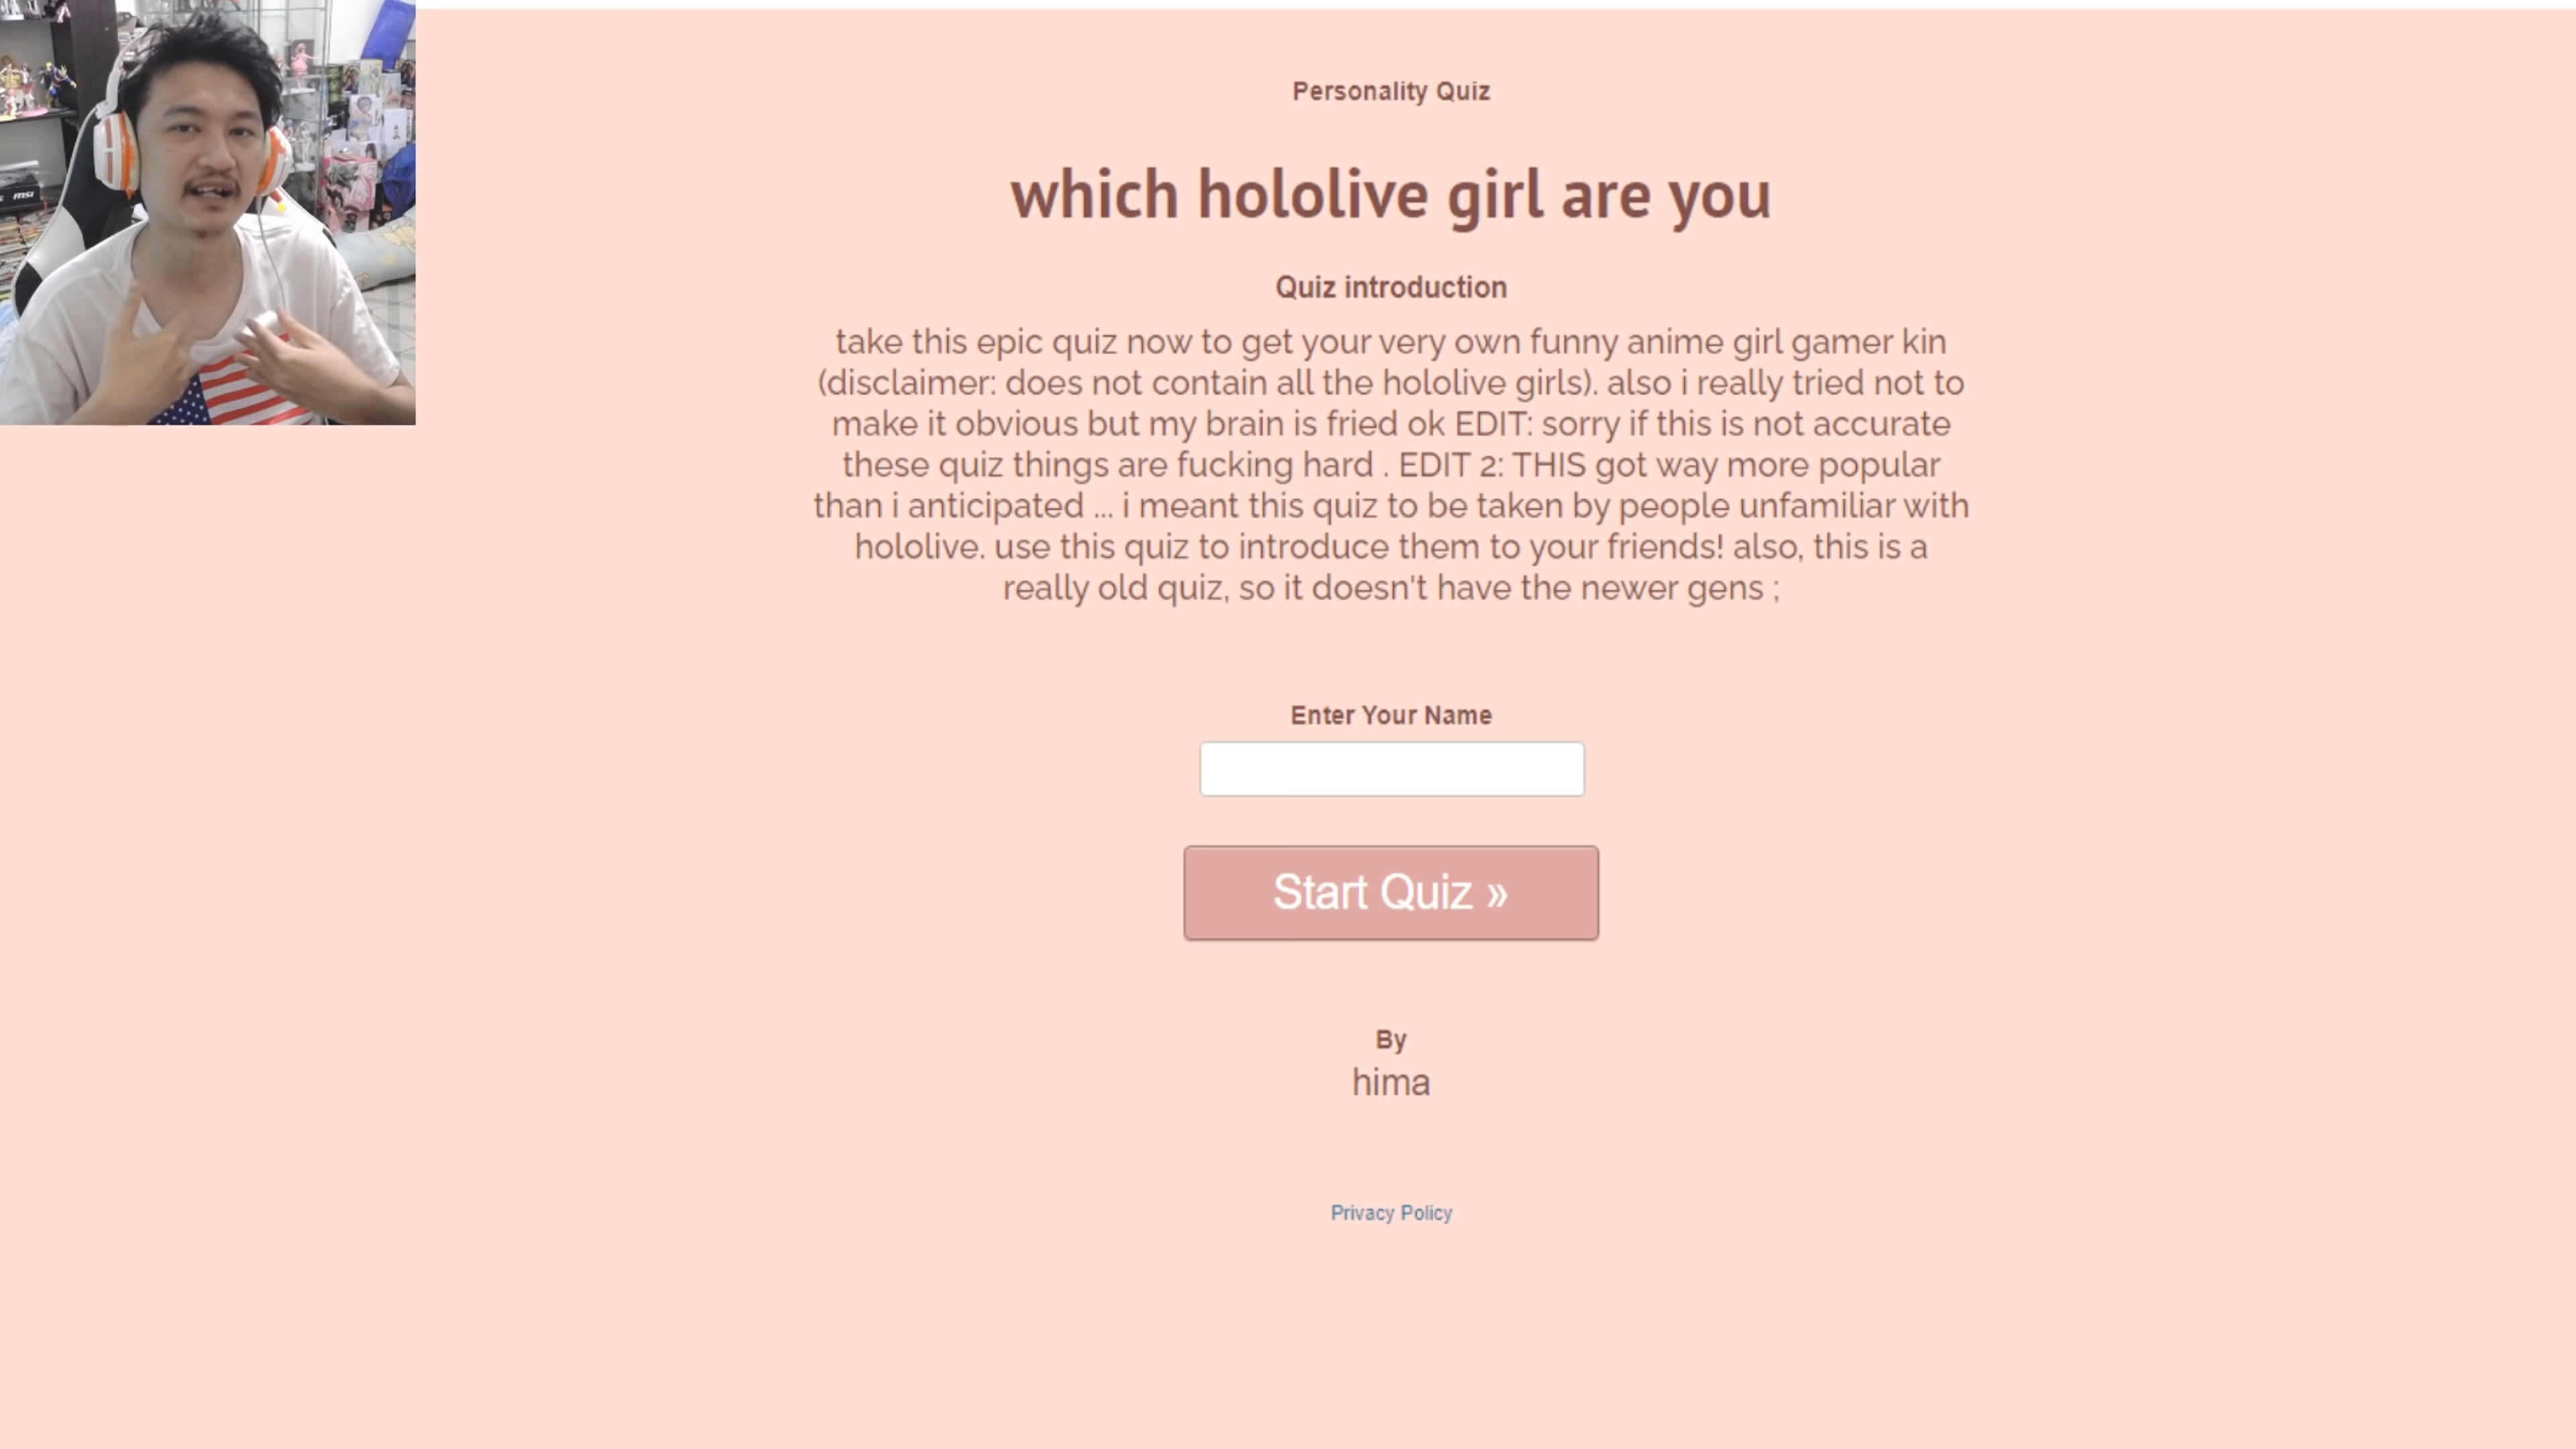 msi
Personality Quiz
which hololive girl are you
Quiz introduction
take this epic quiz now to get your very own funny anime girl gamer kin
(disclaimer: does not contain all the hololive girls). also i really tried not to
make it obvious but my brain is fried ok EDIT: sorry if this is not accurate
these quiz things are fucking hard . EDIT 2: THIS got way more popular
than i anticipated ... i meant this quiz to be taken by people unfamiliar with
hololive. use this quiz to introduce them to your friends! also, this is a
really old quiz, so it doesn't have the newer gens ;
Enter Your Name
Start Quiz »
By
hima
Privacy Policy